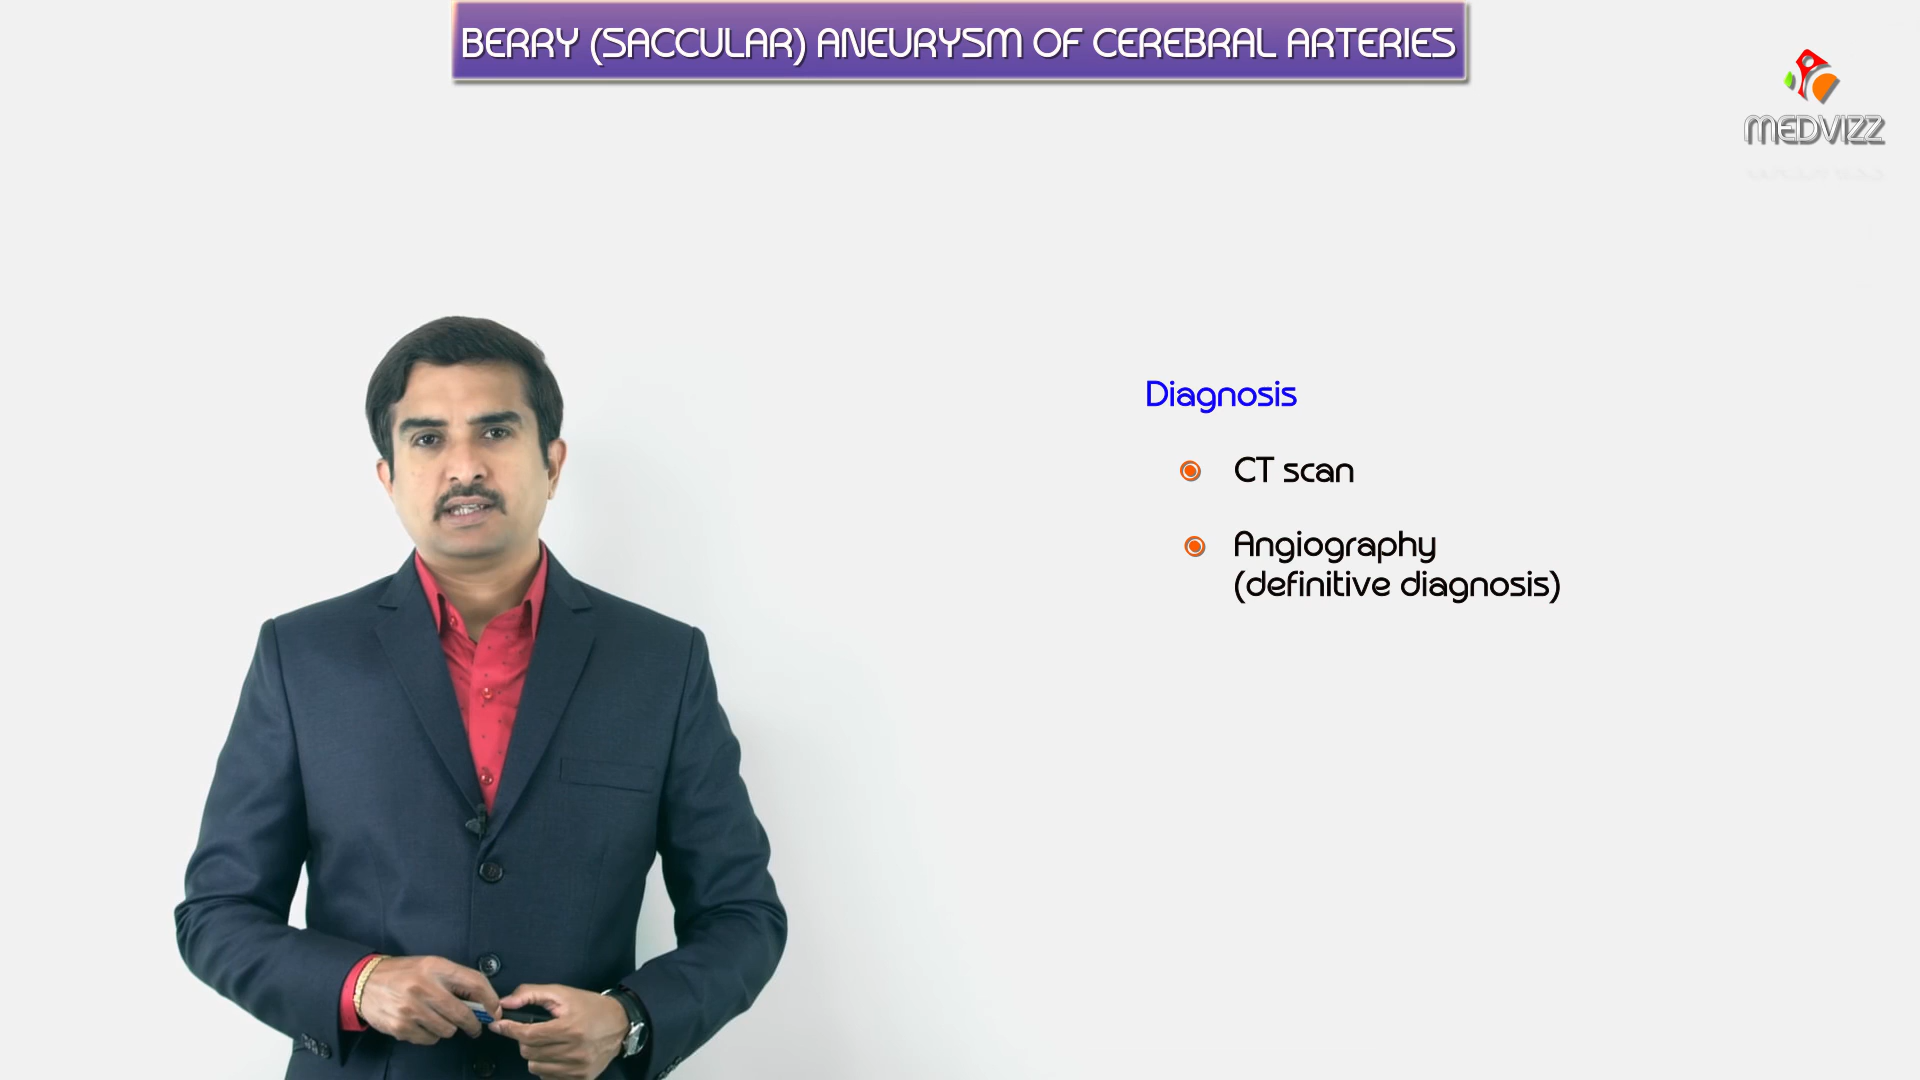 BERRY (SACCULAR) ANEURYSM OF CEREBRAL ARTERIES
MEDVIZZ
Diagnosis
CT scan
Angiography
(definitive diagnosis)